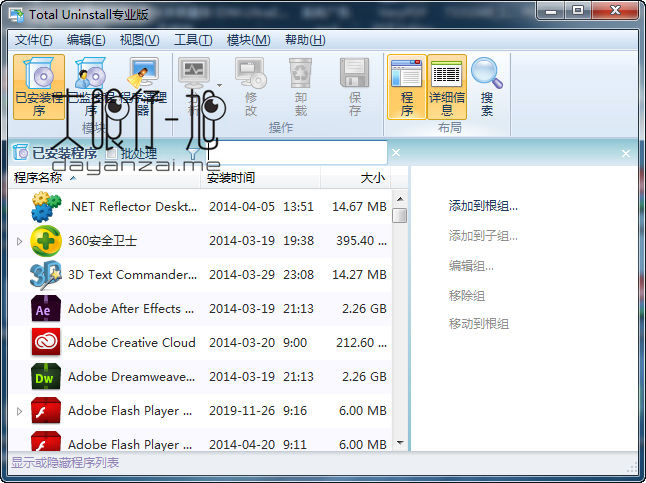 Total Uninstall专业版
文件(F) 编辑(E) 视图(V) 工具(T) 模块(M) 帮助(H)
已安装程序 已监视程序 程序清理器 分析 修改 卸载 保存 程序 详细信息 搜索
模块 操作 布局
大眼仔~旭
dayanzai.me
已安装程序 批处理
程序名称 安装时间 大小
.NET Reflector Deskt... 2014-04-05 13:51 14.67 MB
360安全卫士 2014-03-19 19:38 395.40 ...
3D Text Commander... 2014-03-29 23:08 14.27 MB
Ae Adobe After Effects ... 2014-03-19 21:13 2.26 GB
Adobe Creative Cloud 2014-03-20 9:00 212.60 ...
Dw Adobe Dreamweave... 2014-03-19 21:13 2.26 GB
Adobe Flash Player ... 2019-11-26 9:16 6.00 MB
Adobe Flash Player ... 2014-04-20 9:11 6.00 MB
添加到根组...
添加到子组...
编辑组...
移除组
移动到根组
显示或隐藏程序列表